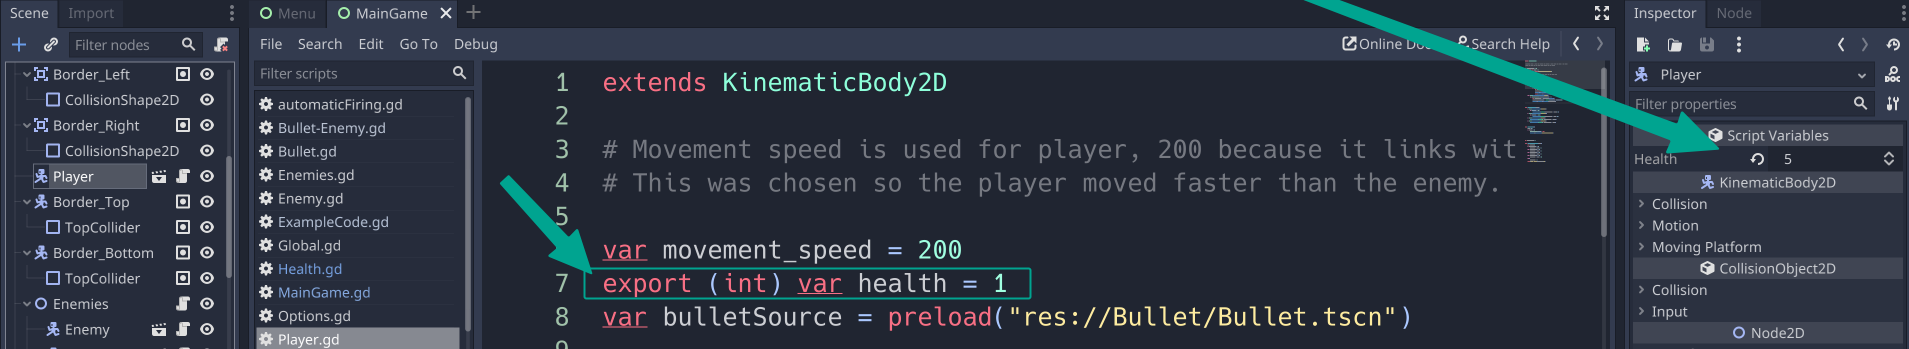 Scene
Import
Filter nodes
Border_Left
CollisionShape2D
Border_Right
CollisionShape2D
Player
Border_Top
TopCollider
Border_Bottom
TopCollider
Enemies
Enemy
Menu
MainGame
File Search Edit Go To Debug
Online Do
Search Help
Filter scripts
automaticFiring.gd
Bullet-Enemy.gd
Bullet.gd
Enemies.gd
Enemy.gd
ExampleCode.gd
Global.gd
Health.gd
MainGame.gd
Options.gd
Player.gd
1 extends KinematicBody2D
2
3 # Movement speed is used for player, 200 because it links wit
4 # This was chosen so the player moved faster than the enemy.
5
var movement_speed = 200
7 export (int) var health = 1
8 var bulletSource = preload("res://Bullet/Bullet.tscn")
Inspector
Node
Player
DOC
Filter properties
Script Variables
Health 5
KinematicBody2D
Collision
Motion
Moving Platform
CollisionObject2D
Collision
Input
Node2D